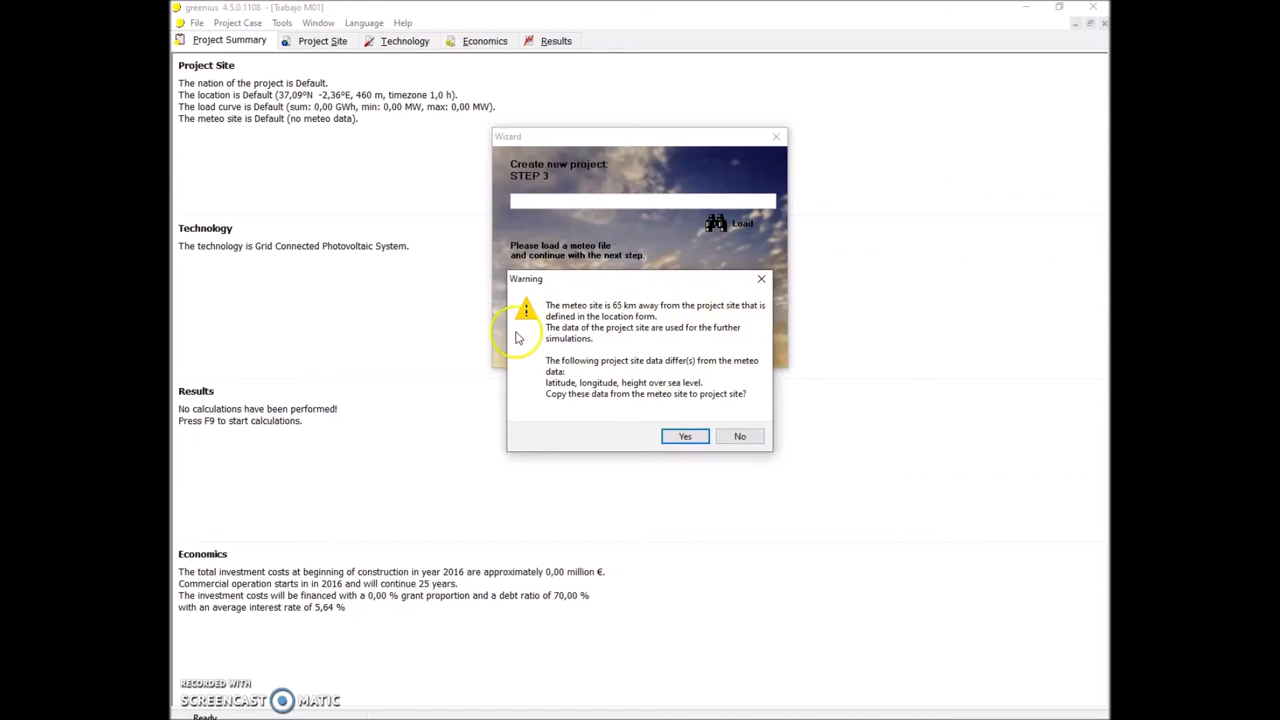 greenius 4.5.0.1108 - [Trabajo M01]
File Project Case Tools Window Language Help
Project Summary Project Site Technology Economics Results
Project Site
The nation of the project is Default.
The location is Default (37,09ºN -2,36ºE, 460 m, timezone 1,0 h).
The load curve is Default (sum: 0,00 GWh, min: 0,00 MW, max: 0,00 MW).
The meteo site is Default (no meteo data).
Wizard
Create new project:
STEP 3
Load
Please load a meteo file
and continue with the next step.
Warning
The meteo site is 65 km away from the project site that is
defined in the location form.
The data of the project site are used for the further
simulations.
The following project site data differ(s) from the meteo
data:
latitude, longitude, height over sea level.
Copy these data from the meteo site to project site?
Yes No
Technology
The technology is Grid Connected Photovoltaic System.
Results
No calculations have been performed!
Press F9 to start calculations.
Economics
The total investment costs at beginning of construction in year 2016 are approximately 0,00 million €.
Commercial operation starts in in 2016 and will continue 25 years.
The investment costs will be financed with a 0,00 % grant proportion and a debt ratio of 70,00 %
with an average interest rate of 5,64 %
RECORDED WITH
SCREENCAST MATIC
Ready